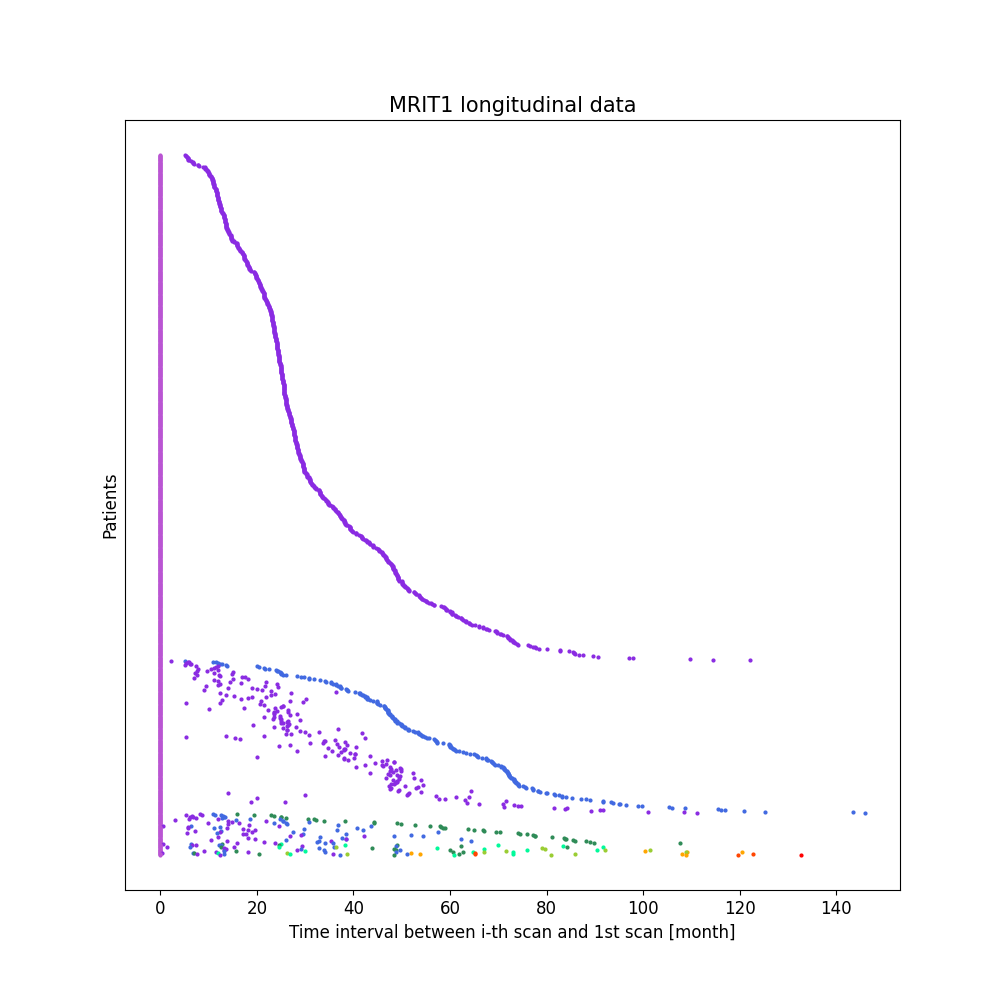 MRIT1 longitudinal data
Patients
0 20 40 60 80 100 120 140
Time interval between i-th scan and 1st scan [month]